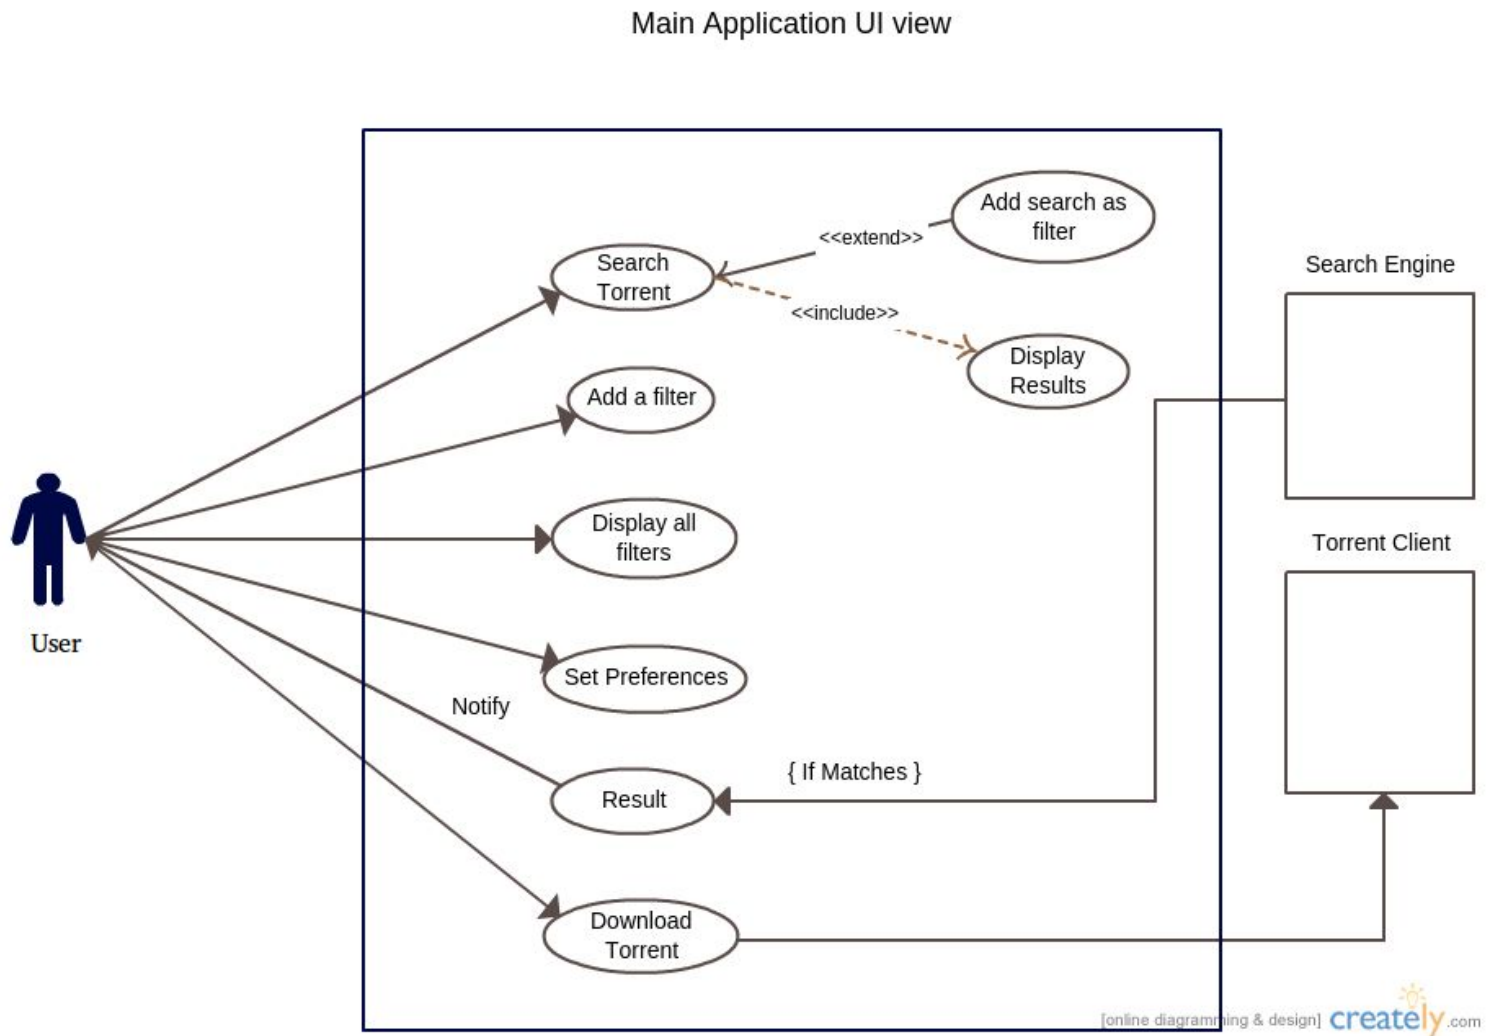 Main Application UI view
Add search as
filter
<<extend>>
Search
Torrent
Search Engine
<<include>>
Display
Results
Add a filter
Display all
filters
Torrent Client
User
Set Preferences
Notify
{ If Matches }
Result
Download
Torrent
[online diagramming & design] creately.com